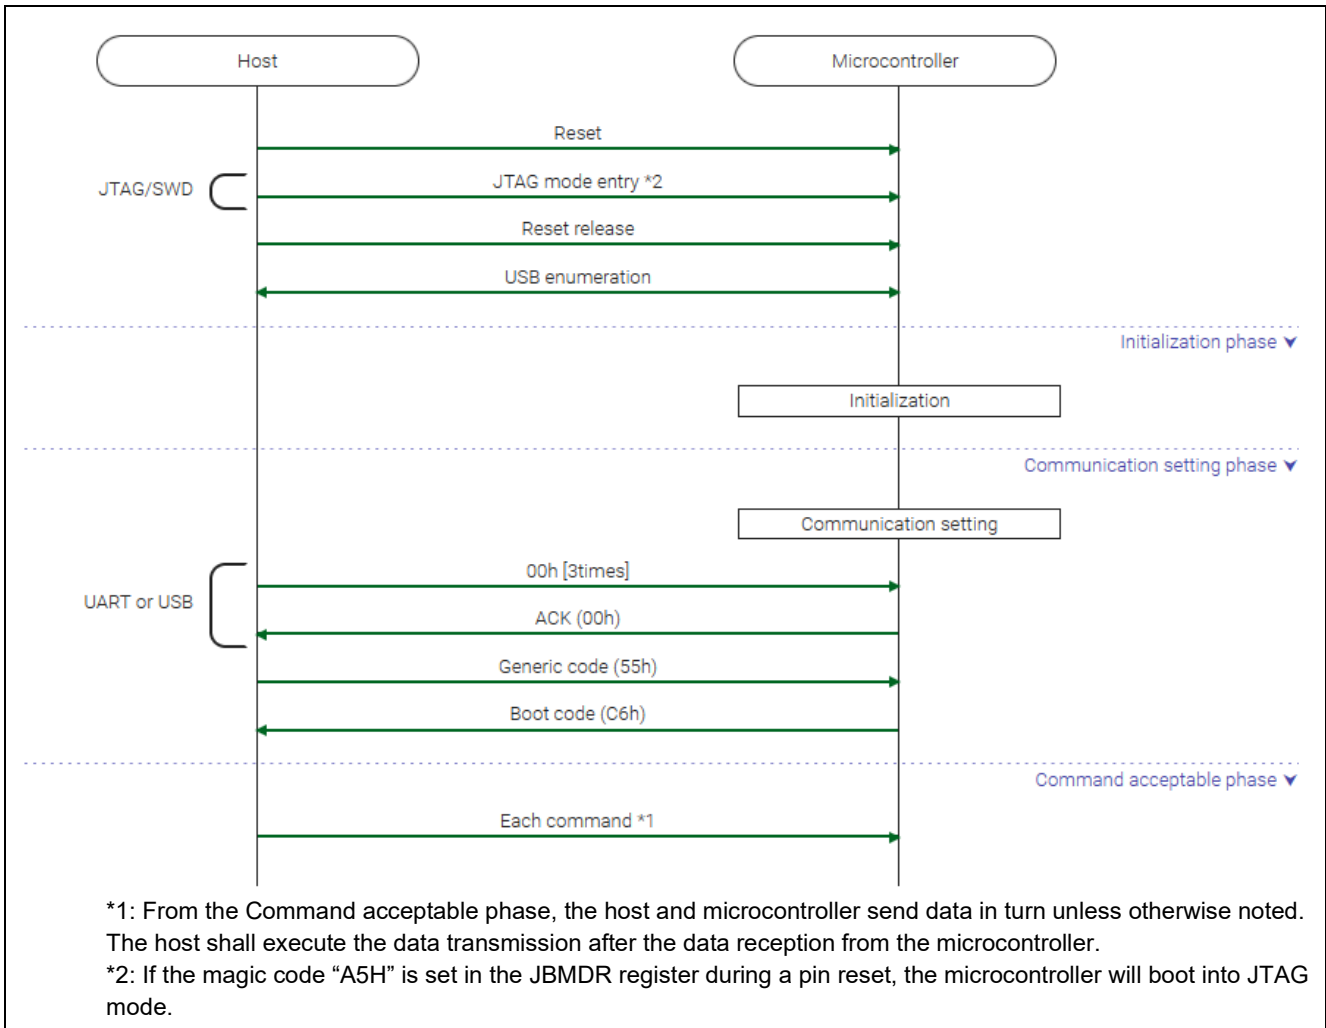 Host
Microcontroller
Reset
JTAG/SWD
JTAG mode entry *2
Reset release
USB enumeration
Initialization phase
Initialization
Communication setting phase
Communication setting
00h [3times]
UART or USB
ACK (00h)
Generic code (55h)
Boot code (C6h)
Command acceptable phase
Each command *1
*1: From the Command acceptable phase, the host and microcontroller send data in turn unless otherwise noted.
The host shall execute the data transmission after the data reception from the microcontroller.
*2: If the magic code “A5H” is set in the JBMDR register during a pin reset, the microcontroller will boot into JTAG
mode.